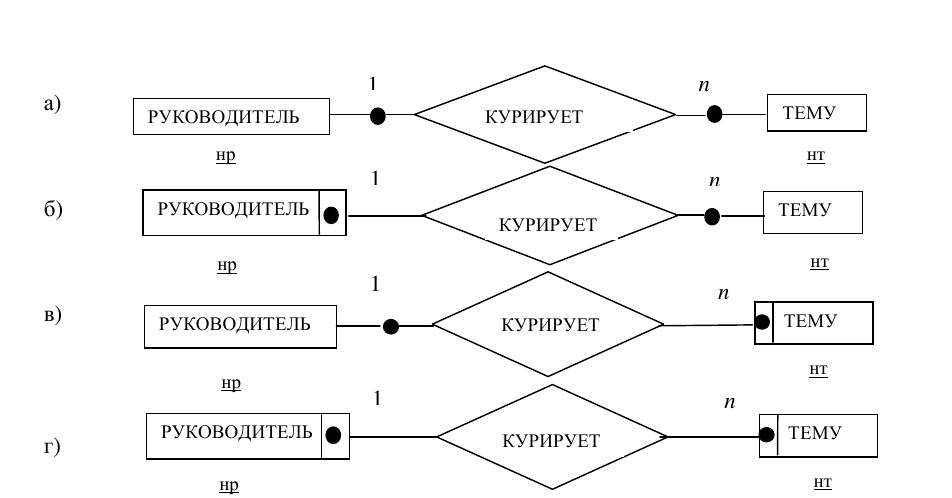 1 n
а) РУКОВОДИТЕЛЬ КУРИРУЕТ ТЕМУ
нр нт
1 n
б) РУКОВОДИТЕЛЬ КУРИРУЕТ ТЕМУ
нр нт
1 n
в) РУКОВОДИТЕЛЬ КУРИРУЕТ ТЕМУ
нр нт
1 n
г) РУКОВОДИТЕЛЬ КУРИРУЕТ ТЕМУ
нр нт